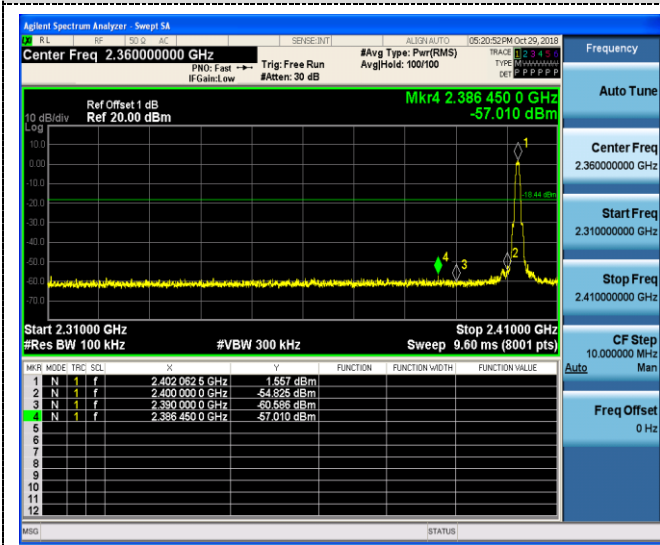 Agilent Spectrum Analyzer - Swept SA
RL RF 50 Ω AC SENSE:INT ALIGN AUTO 05:20:52 PM Oct 29, 2018
Center Freq 2.360000000 GHz
PNO: Fast
IFGain:Low
Trig: Free Run
#Atten: 30 dB
#Avg Type: Pwr(RMS)
Avg|Hold: 100/100
TRACE 1 2 3 4 5 6
TYPE M
DET P P P P P P
Mkr4 2.386 450 0 GHz
-57.010 dBm
Ref Offset 1 dB
10 dB/div Ref 20.00 dBm
Log
10.0
0.00
-10.0
-20.0
-30.0
-40.0
-50.0
-60.0
-70.0
-18.44 dBm
1
2
3
4
Start 2.31000 GHz Stop 2.41000 GHz
#Res BW 100 kHz #VBW 300 kHz Sweep 9.60 ms (8001 pts)
MKR MODE TRC SCL X Y FUNCTION FUNCTION WIDTH FUNCTION VALUE
1 N 1 f 2.402 062 5 GHz 1.557 dBm
2 N 1 f 2.400 000 0 GHz -54.825 dBm
3 N 1 f 2.390 000 0 GHz -60.586 dBm
4 N 1 f 2.386 450 0 GHz -57.010 dBm
5
6
7
8
9
10
11
12
MSG STATUS
Frequency
Auto Tune
Center Freq
2.360000000 GHz
Start Freq
2.310000000 GHz
Stop Freq
2.410000000 GHz
CF Step
10.000000 MHz
Auto Man
Freq Offset
0 Hz